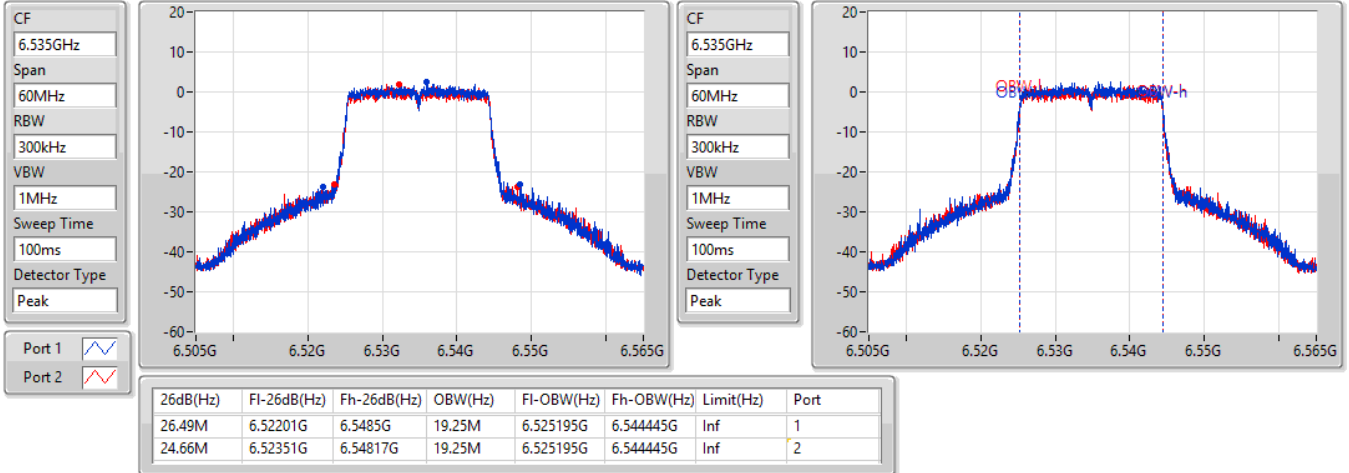 CF
6.535GHz
Span
60MHz
RBW
300kHz
VBW
1MHz
Sweep Time
100ms
Detector Type
Peak
Port 1
Port 2
20
10
0
-10
-20
-30
-40
-50
-60
6.505G 6.52G 6.53G 6.54G 6.55G 6.565G
CF
6.535GHz
Span
60MHz
RBW
300kHz
VBW
1MHz
Sweep Time
100ms
Detector Type
Peak
20
10
0
-10
-20
-30
-40
-50
-60
OBW-h
6.505G 6.52G 6.53G 6.54G 6.55G 6.565G
26dB(Hz) Fl-26dB(Hz) Fh-26dB(Hz) OBW(Hz) Fl-OBW(Hz) Fh-OBW(Hz) Limit(Hz) Port
26.49M 6.52201G 6.5485G 19.25M 6.525195G 6.544445G Inf 1
24.66M 6.52351G 6.54817G 19.25M 6.525195G 6.544445G Inf 2